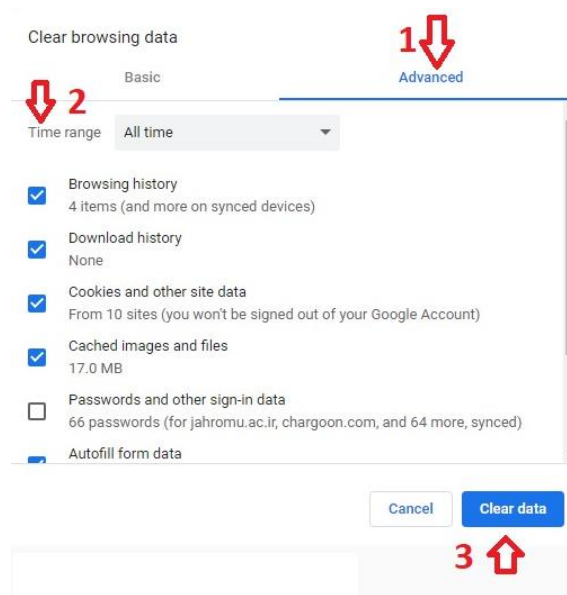 Clear browsing data
1
Basic
Advanced
2
Time range All time
Browsing history
4 items (and more on synced devices)
Download history
None
Cookies and other site data
From 10 sites (you won't be signed out of your Google Account)
Cached images and files
17.0 MB
Passwords and other sign-in data
66 passwords (for jahromu.ac.ir, chargoon.com, and 64 more, synced)
Autofill form data
Cancel Clear data
3